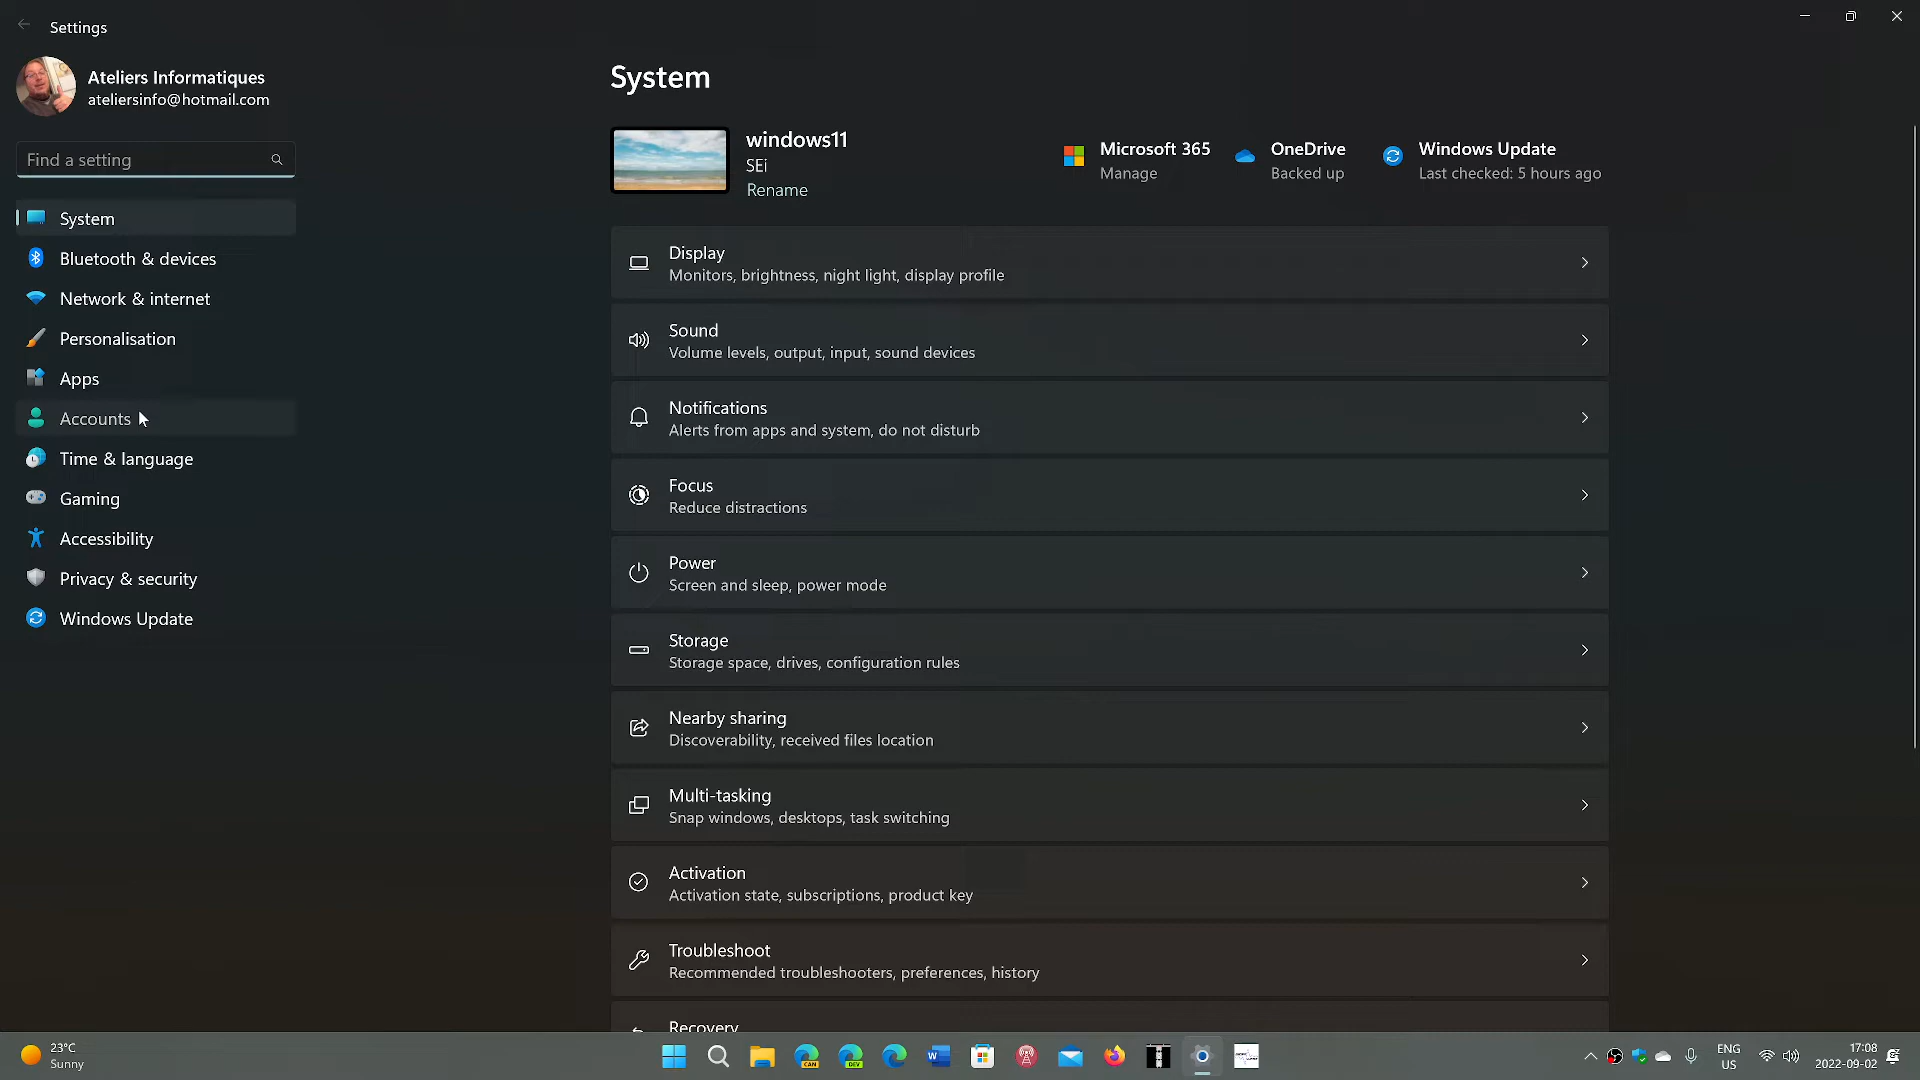 Settings
Ateliers Informatiques
ateliersinfo@hotmail.com
Find a setting
System
Bluetooth & devices
Network & internet
Personalisation
Apps
Accounts
Time & language
Gaming
Accessibility
Privacy & security
Windows Update
System
windows11
SEi
Rename
Microsoft 365
Manage
OneDrive
Backed up
Windows Update
Last checked: 5 hours ago
Display
Monitors, brightness, night light, display profile
Sound
Volume levels, output, input, sound devices
Notifications
Alerts from apps and system, do not disturb
Focus
Reduce distractions
Power
Screen and sleep, power mode
Storage
Storage space, drives, configuration rules
Nearby sharing
Discoverability, received files location
Multi-tasking
Snap windows, desktops, task switching
Activation
Activation state, subscriptions, product key
Troubleshoot
Recommended troubleshooters, preferences, history
Recovery
23°C
Sunny
CAN
DEV
W
ENG
US
17:08
2022-09-02